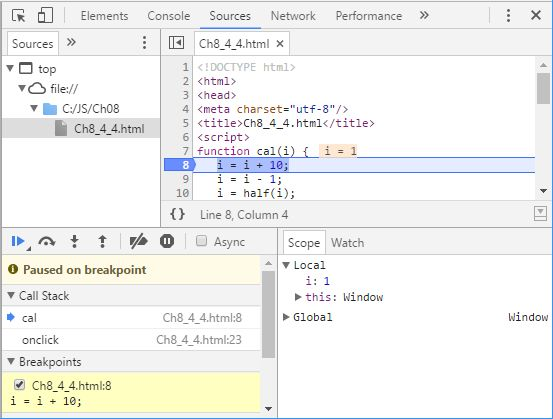 Elements Console Sources Network Performance »
Sources »
top
file://
C:/JS/Ch08
Ch8_4_4.html
Ch8_4_4.html ×
1 <!DOCTYPE html>
2 <html>
3 <head>
4 <meta charset="utf-8"/>
5 <title>Ch8_4_4.html</title>
6 <script>
7 function cal(i) { i = 1
8 i = i + 10;
9 i = i - 1;
10 i = half(i);
{} Line 8, Column 4
Async
Paused on breakpoint
Call Stack
cal Ch8_4_4.html:8
onclick Ch8_4_4.html:23
Breakpoints
Ch8_4_4.html:8
i = i + 10;
Scope Watch
Local
i: 1
this: Window
Global Window